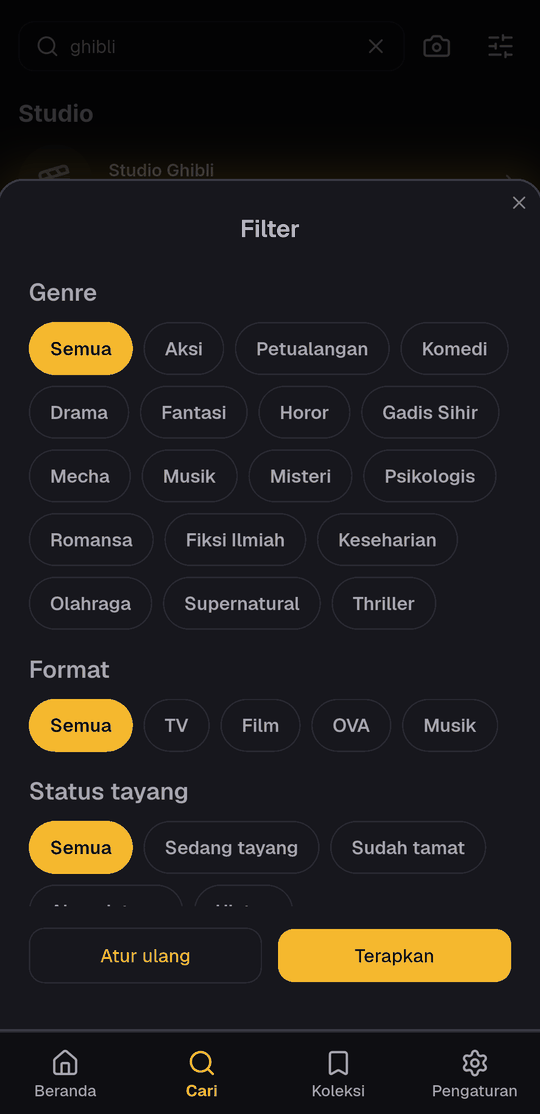 ghibli
Studio
Studio Ghibli
Filter
Genre
Semua Aksi Petualangan Komedi
Drama Fantasi Horor Gadis Sihir
Mecha Musik Misteri Psikologis
Romansa Fiksi Ilmiah Keseharian
Olahraga Supernatural Thriller
Format
Semua TV Film OVA Musik
Status tayang
Semua Sedang tayang Sudah tamat
Atur ulang Terapkan
Beranda Cari Koleksi Pengaturan